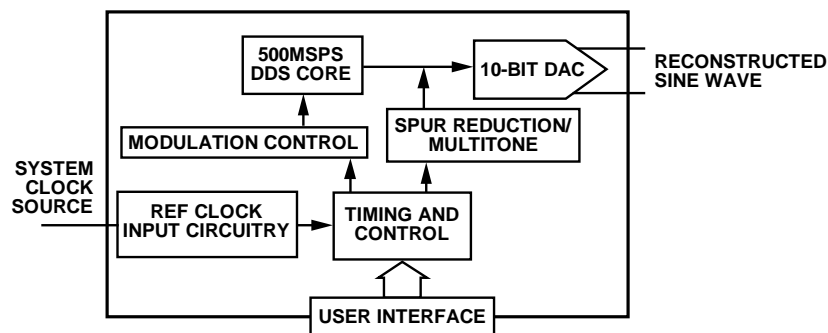 500MSPS
DDS CORE
10-BIT DAC
RECONSTRUCTED
SINE WAVE
MODULATION CONTROL
SPUR REDUCTION/
MULTITONE
SYSTEM
CLOCK
SOURCE
REF CLOCK
INPUT CIRCUITRY
TIMING AND
CONTROL
USER INTERFACE